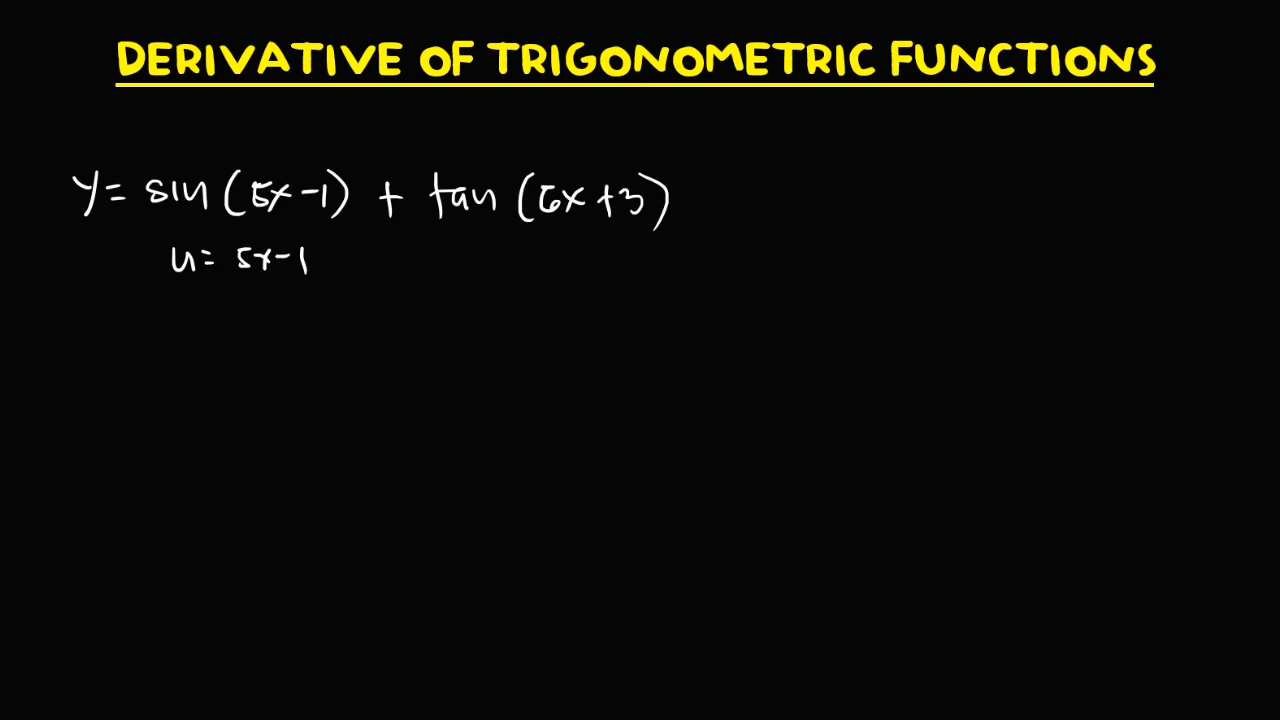 DERIVATIVE OF TRIGONOMETRIC FUNCTIONS
y = sin (5x-1) + tan (6x+3)
u = 5x-1